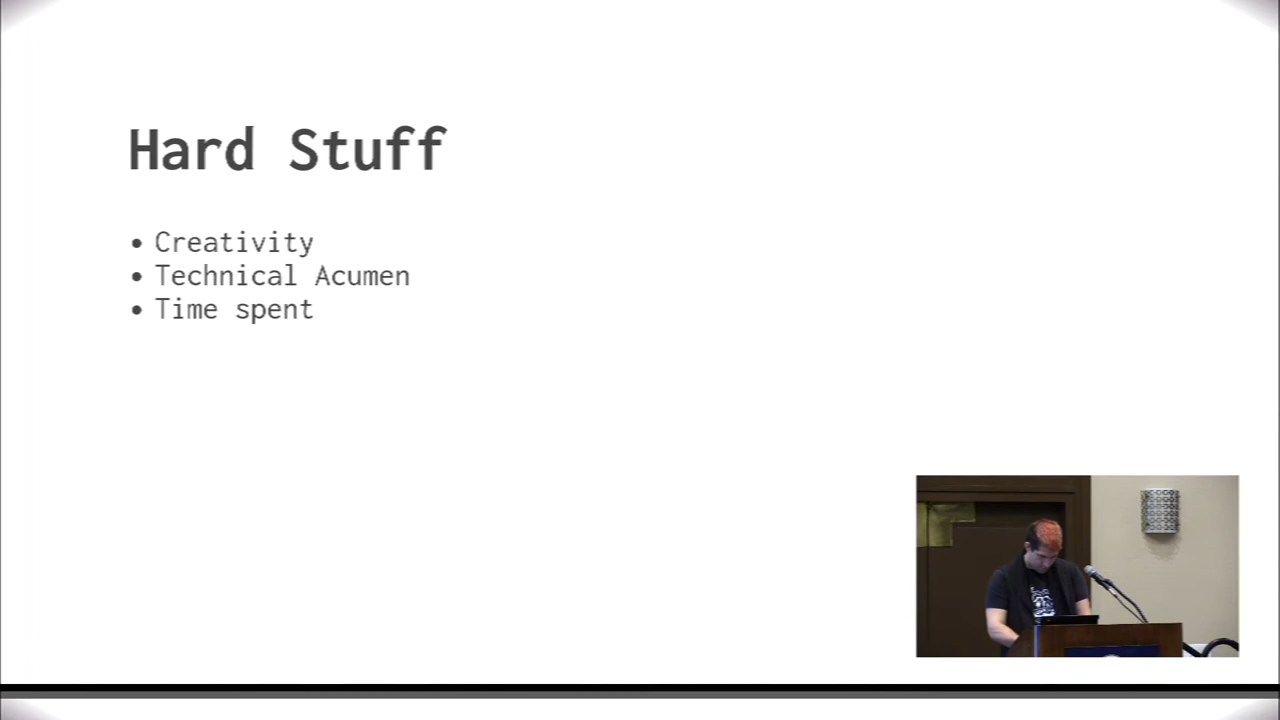 Hard Stuff
• Creativity
• Technical Acumen
• Time spent